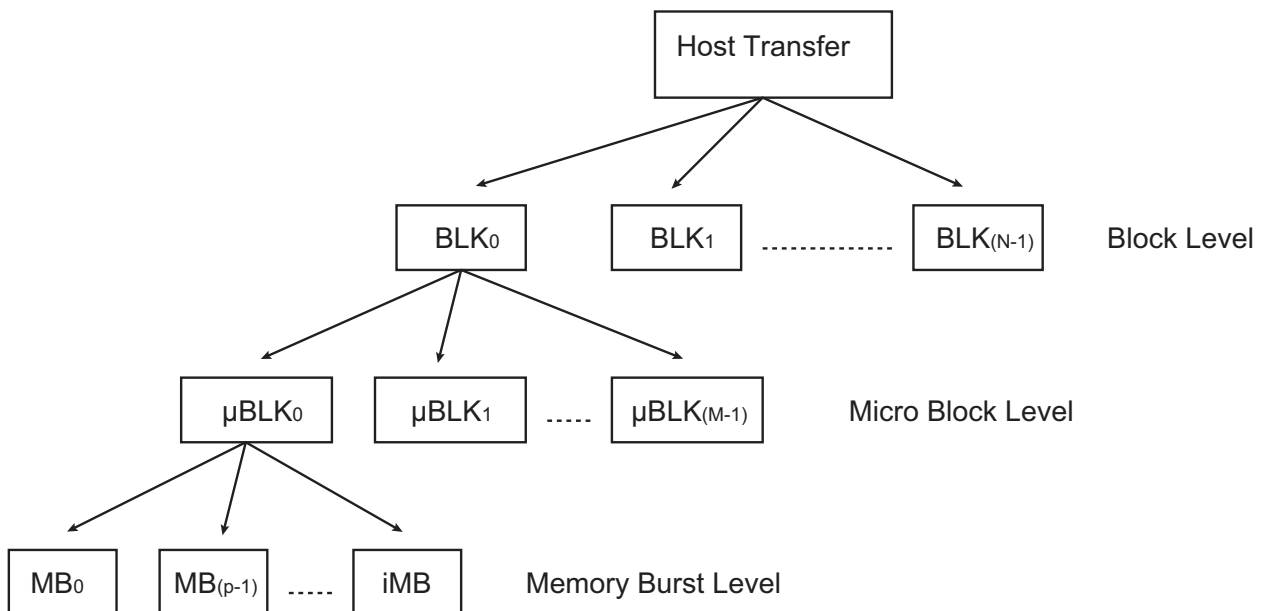 Host Transfer
BLK0 BLK1 BLK(N-1) Block Level
µBLK0 µBLK1 µBLK(M-1) Micro Block Level
MB0 MB(p-1) iMB Memory Burst Level